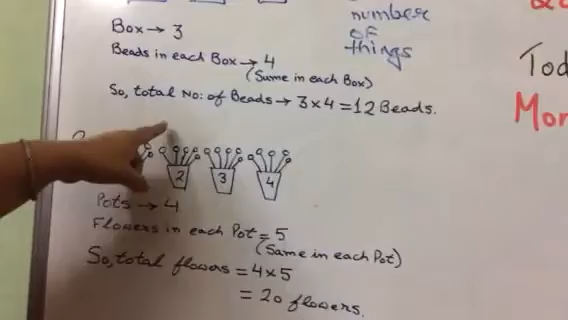 number
of
things
Box → 3
Beads in each Box → 4
(Same in each Box)
So, total No: of Beads → 3 × 4 = 12 Beads.
2 3 4
Pots → 4
Flowers in each Pot = 5
(Same in each Pot)
So, total flowers = 4 × 5
= 20 flowers.
Tod
Mor